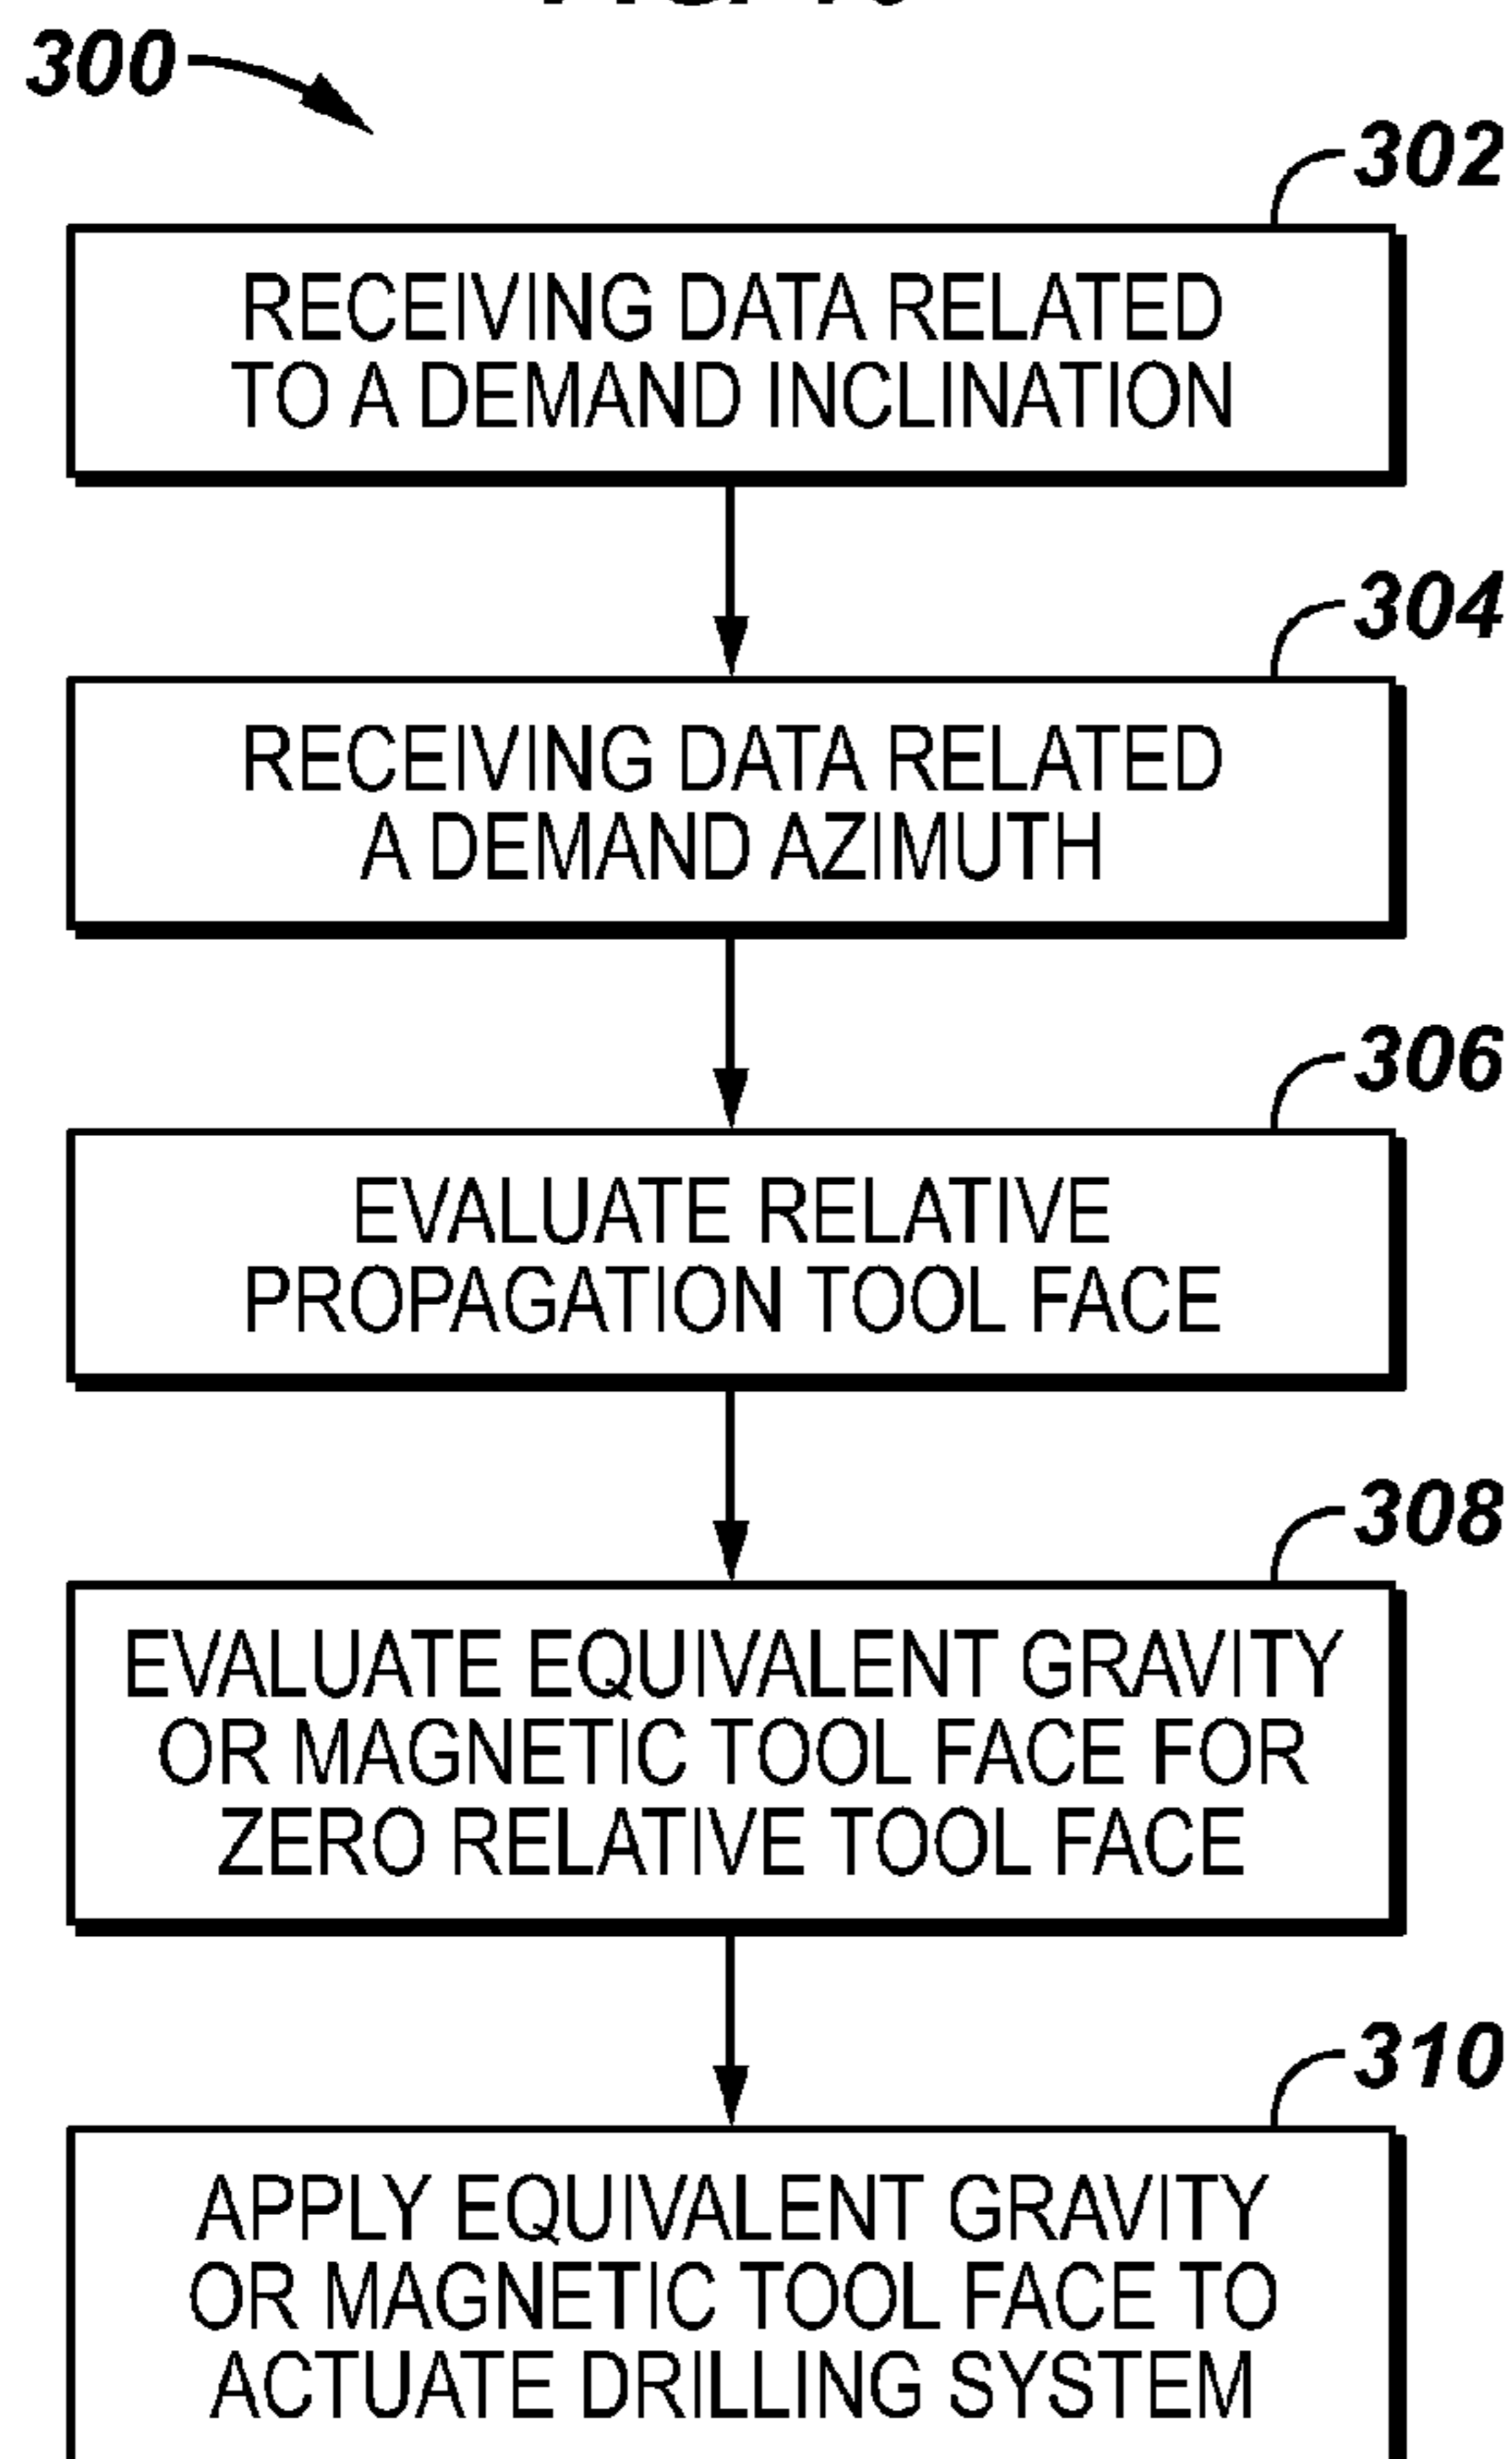 300
302
RECEIVING DATA RELATED
TO A DEMAND INCLINATION
304
RECEIVING DATA RELATED
A DEMAND AZIMUTH
306
EVALUATE RELATIVE
PROPAGATION TOOL FACE
308
EVALUATE EQUIVALENT GRAVITY
OR MAGNETIC TOOL FACE FOR
ZERO RELATIVE TOOL FACE
310
APPLY EQUIVALENT GRAVITY
OR MAGNETIC TOOL FACE TO
ACTUATE DRILLING SYSTEM